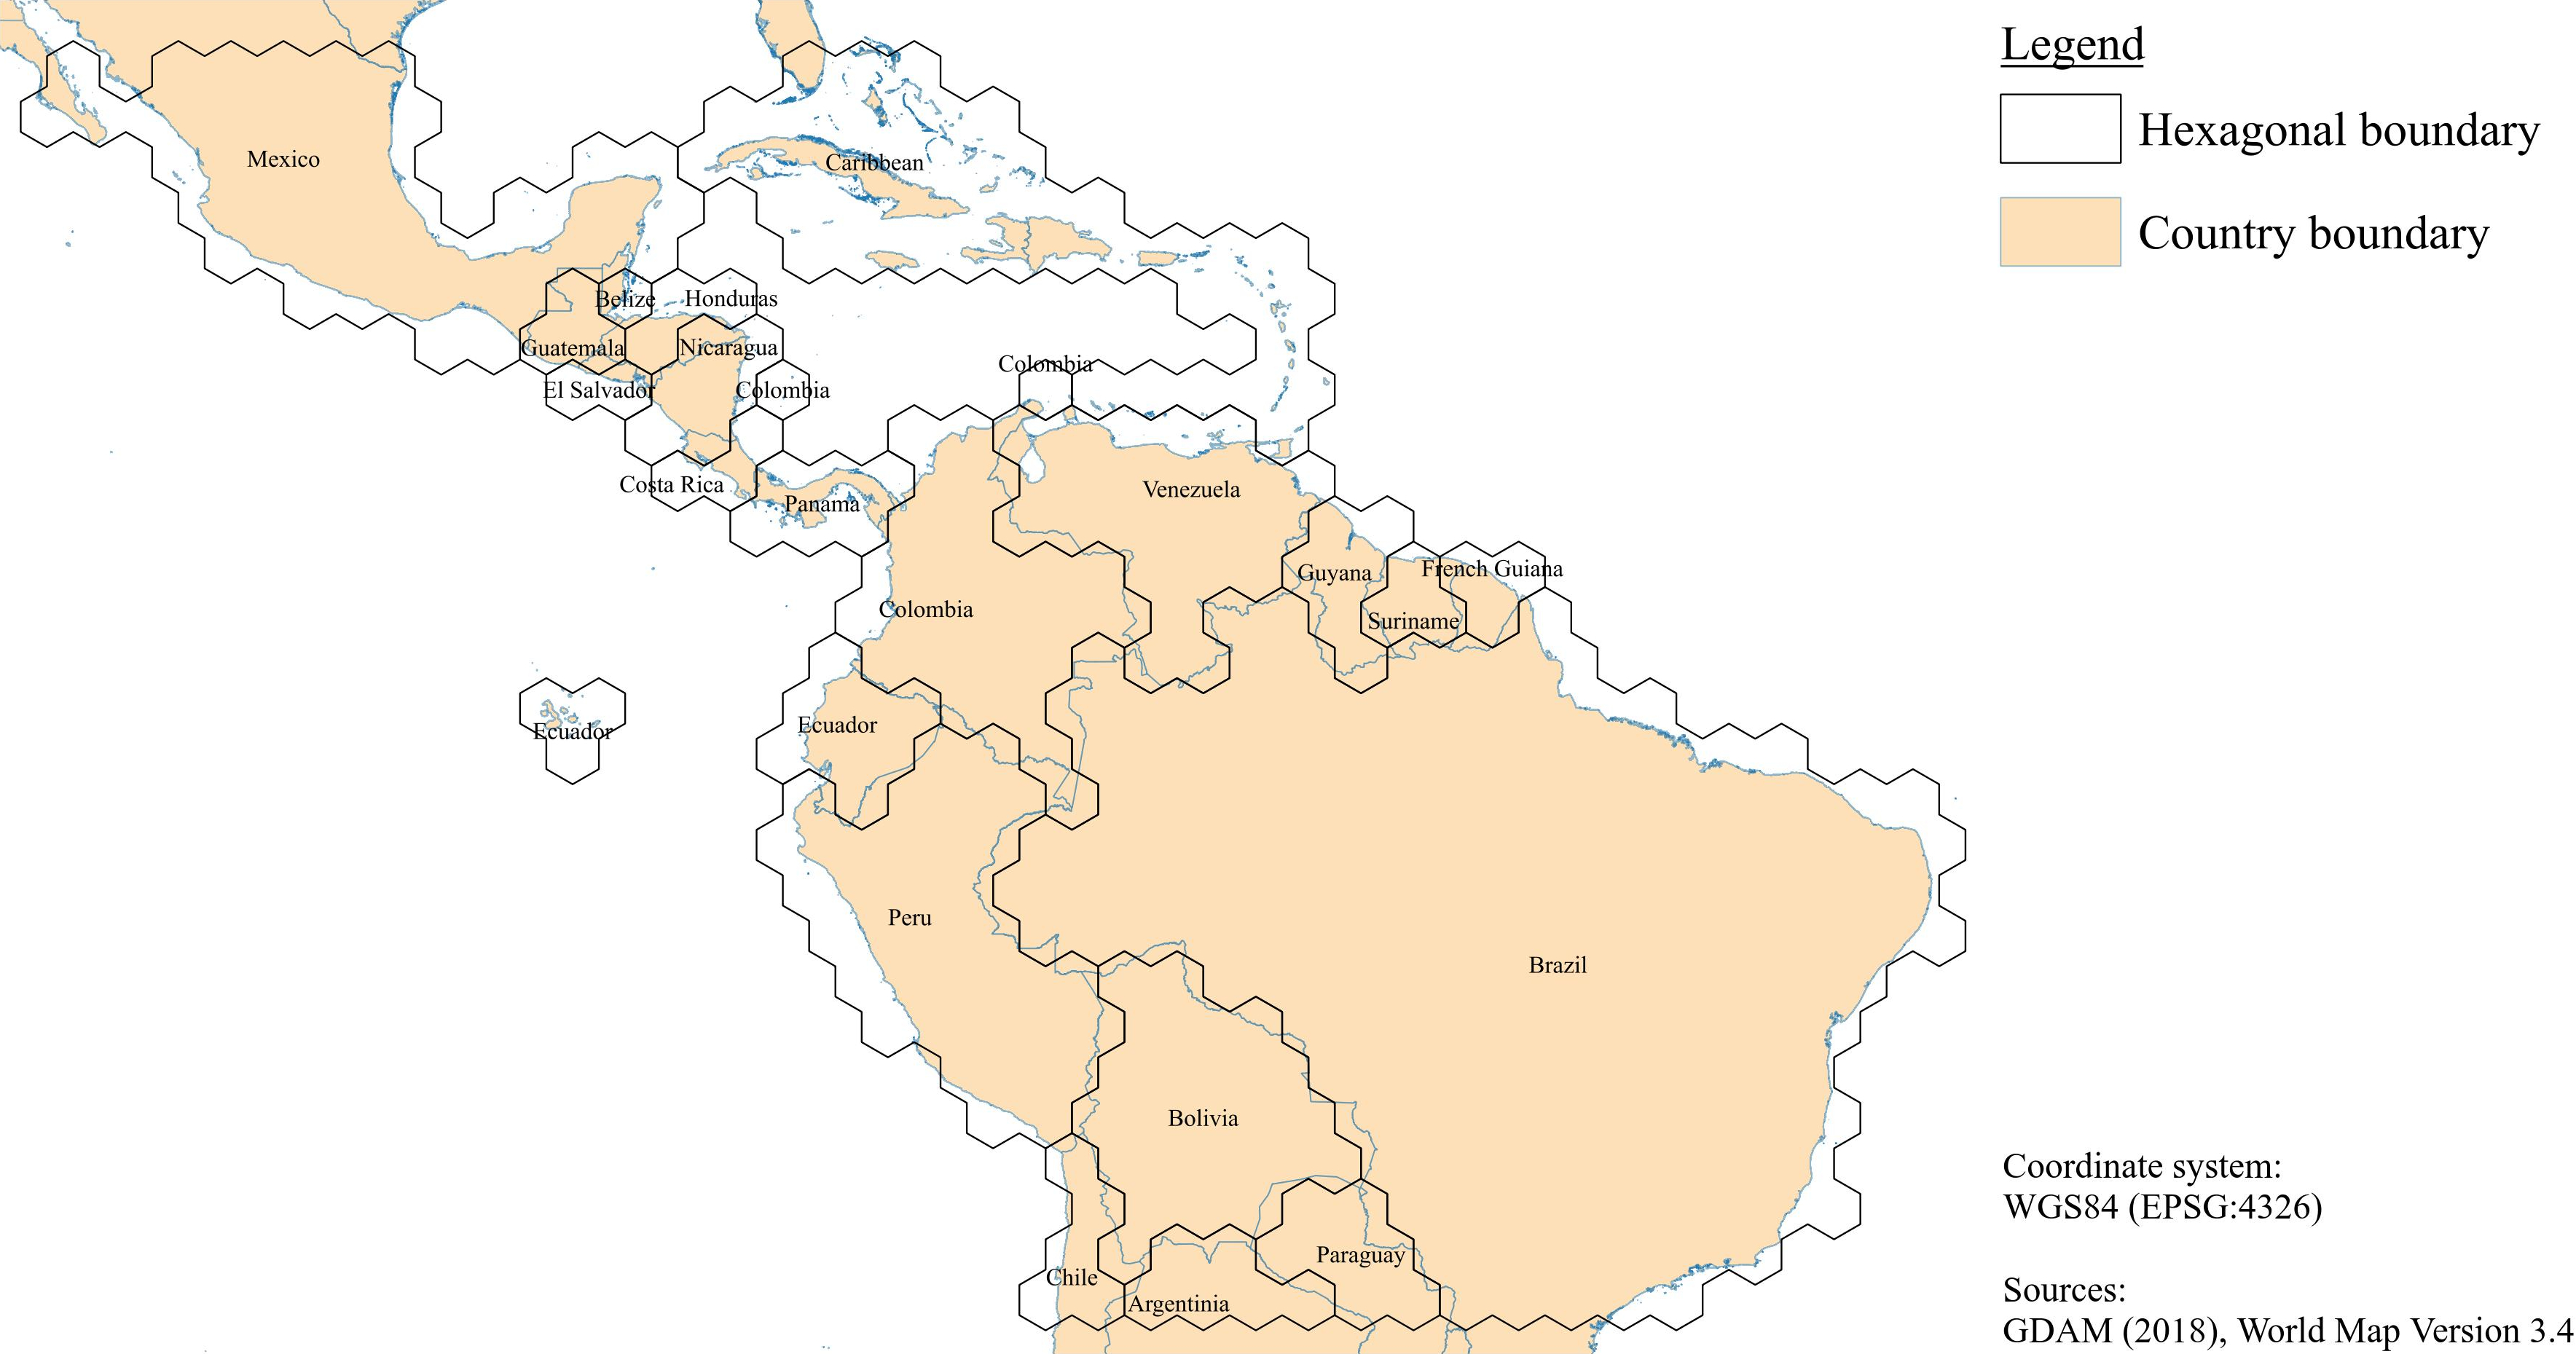 Legend
Hexagonal boundary
Country boundary
Mexico
Caribbean
Belize
Honduras
Guatemala
Nicaragua
El Salvador
Colombia
Colombia
Costa Rica
Panama
Venezuela
Guyana
French Guiana
Suriname
Colombia
Ecuador
Ecuador
Peru
Brazil
Bolivia
Paraguay
Chile
Argentinia
Coordinate system:
WGS84 (EPSG:4326)
Sources:
GDAM (2018), World Map Version 3.4